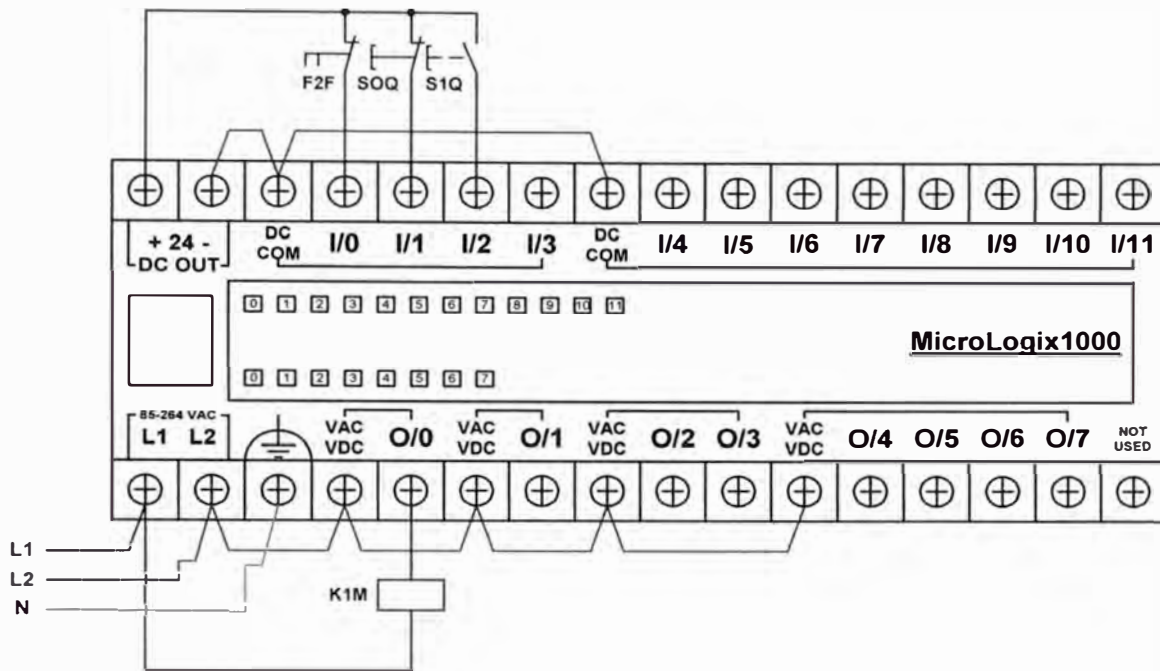 F2F SOQ S1Q
+ 24 -
DC OUT
DC
COM
I/0 I/1 I/2 I/3
DC
COM
I/4 I/5 I/6 I/7 I/8 I/9 I/10 I/11
0 1 2 3 4 5 6 7 8 9 10 11
MicroLogix1000
0 1 2 3 4 5 6 7
85-264 VAC
L1 L2
VAC
VDC
O/0
VAC
VDC
O/1
VAC
VDC
O/2 O/3
VAC
VDC
O/4 O/5 O/6 O/7
NOT
USED
L1
L2
N
K1M